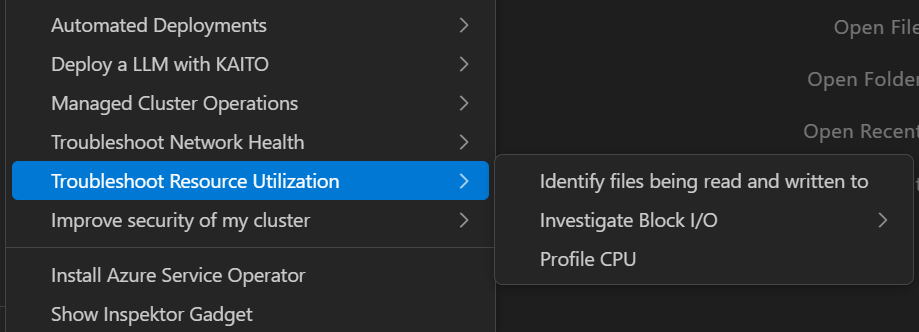 Automated Deployments
Deploy a LLM with KAITO
Managed Cluster Operations
Troubleshoot Network Health
Troubleshoot Resource Utilization
Improve security of my cluster
Install Azure Service Operator
Show Inspektor Gadget
Identify files being read and written to
Investigate Block I/O
Profile CPU
Open File
Open Folder
Open Recent